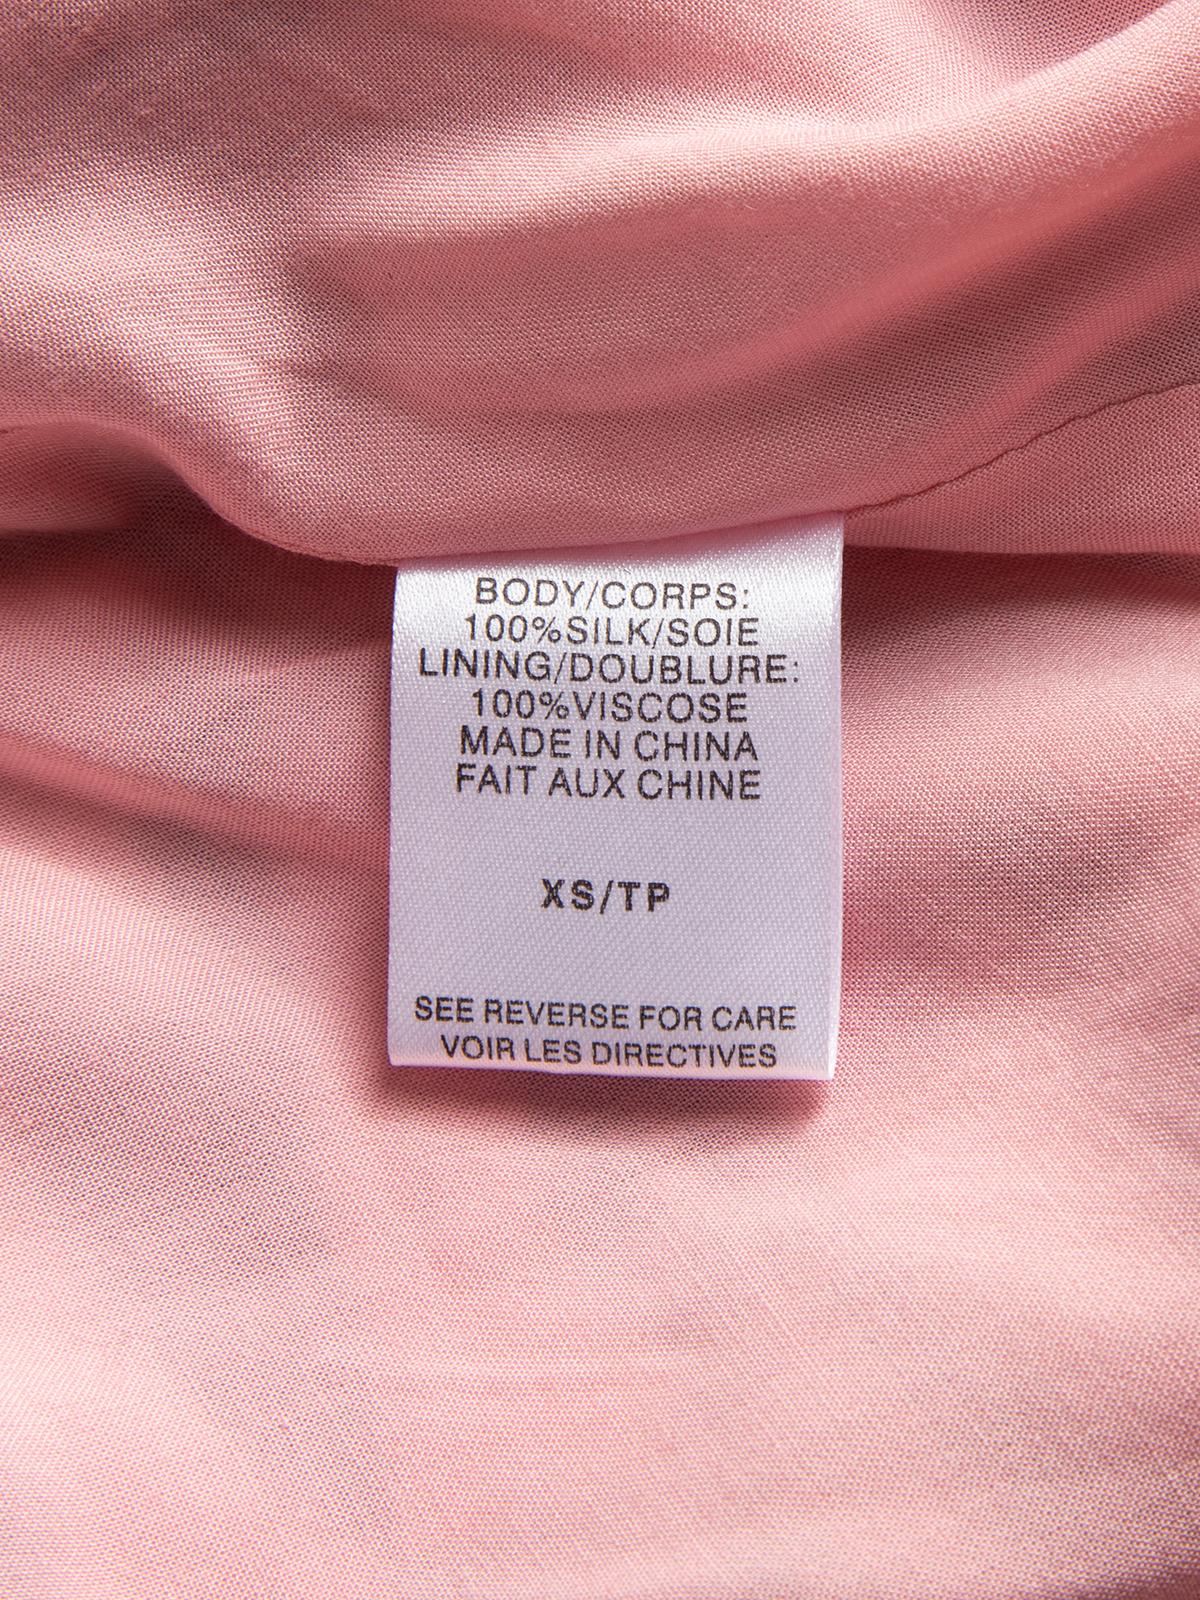 BODY/CORPS:
100%SILK/SOIE
LINING/DOUBLURE:
100%VISCOSE
MADE IN CHINA
FAIT AUX CHINE
XS/TP
SEE REVERSE FOR CARE
VOIR LES DIRECTIVES